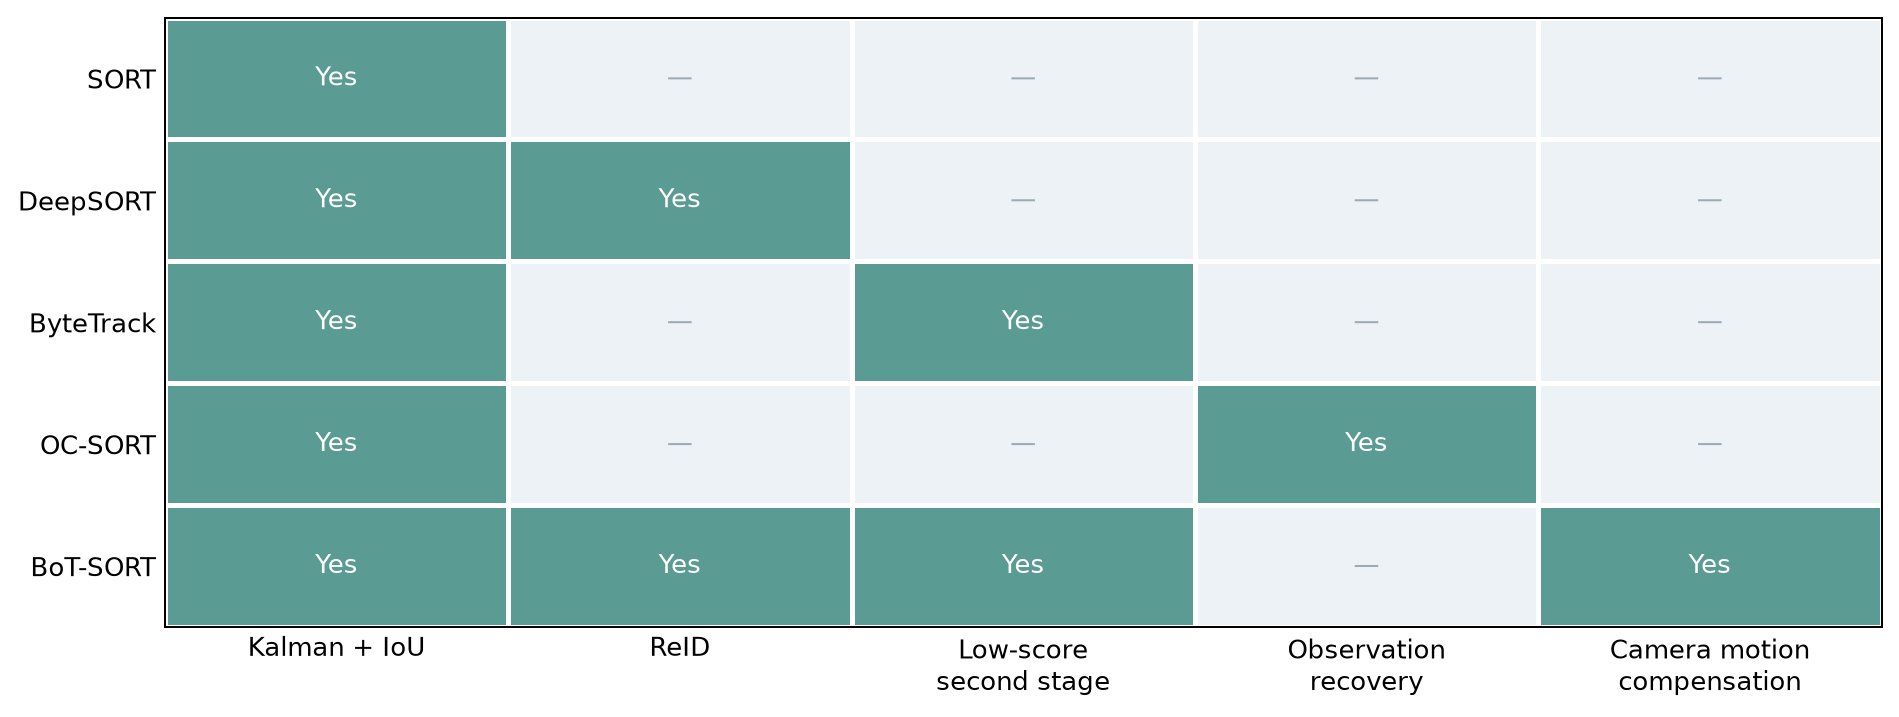 SORT Yes — — — —
DeepSORT Yes Yes — — —
ByteTrack Yes — Yes — —
OC-SORT Yes — — Yes —
BoT-SORT Yes Yes Yes — Yes
Kalman + IoU ReID Low-score Observation Camera motion
second stage recovery compensation